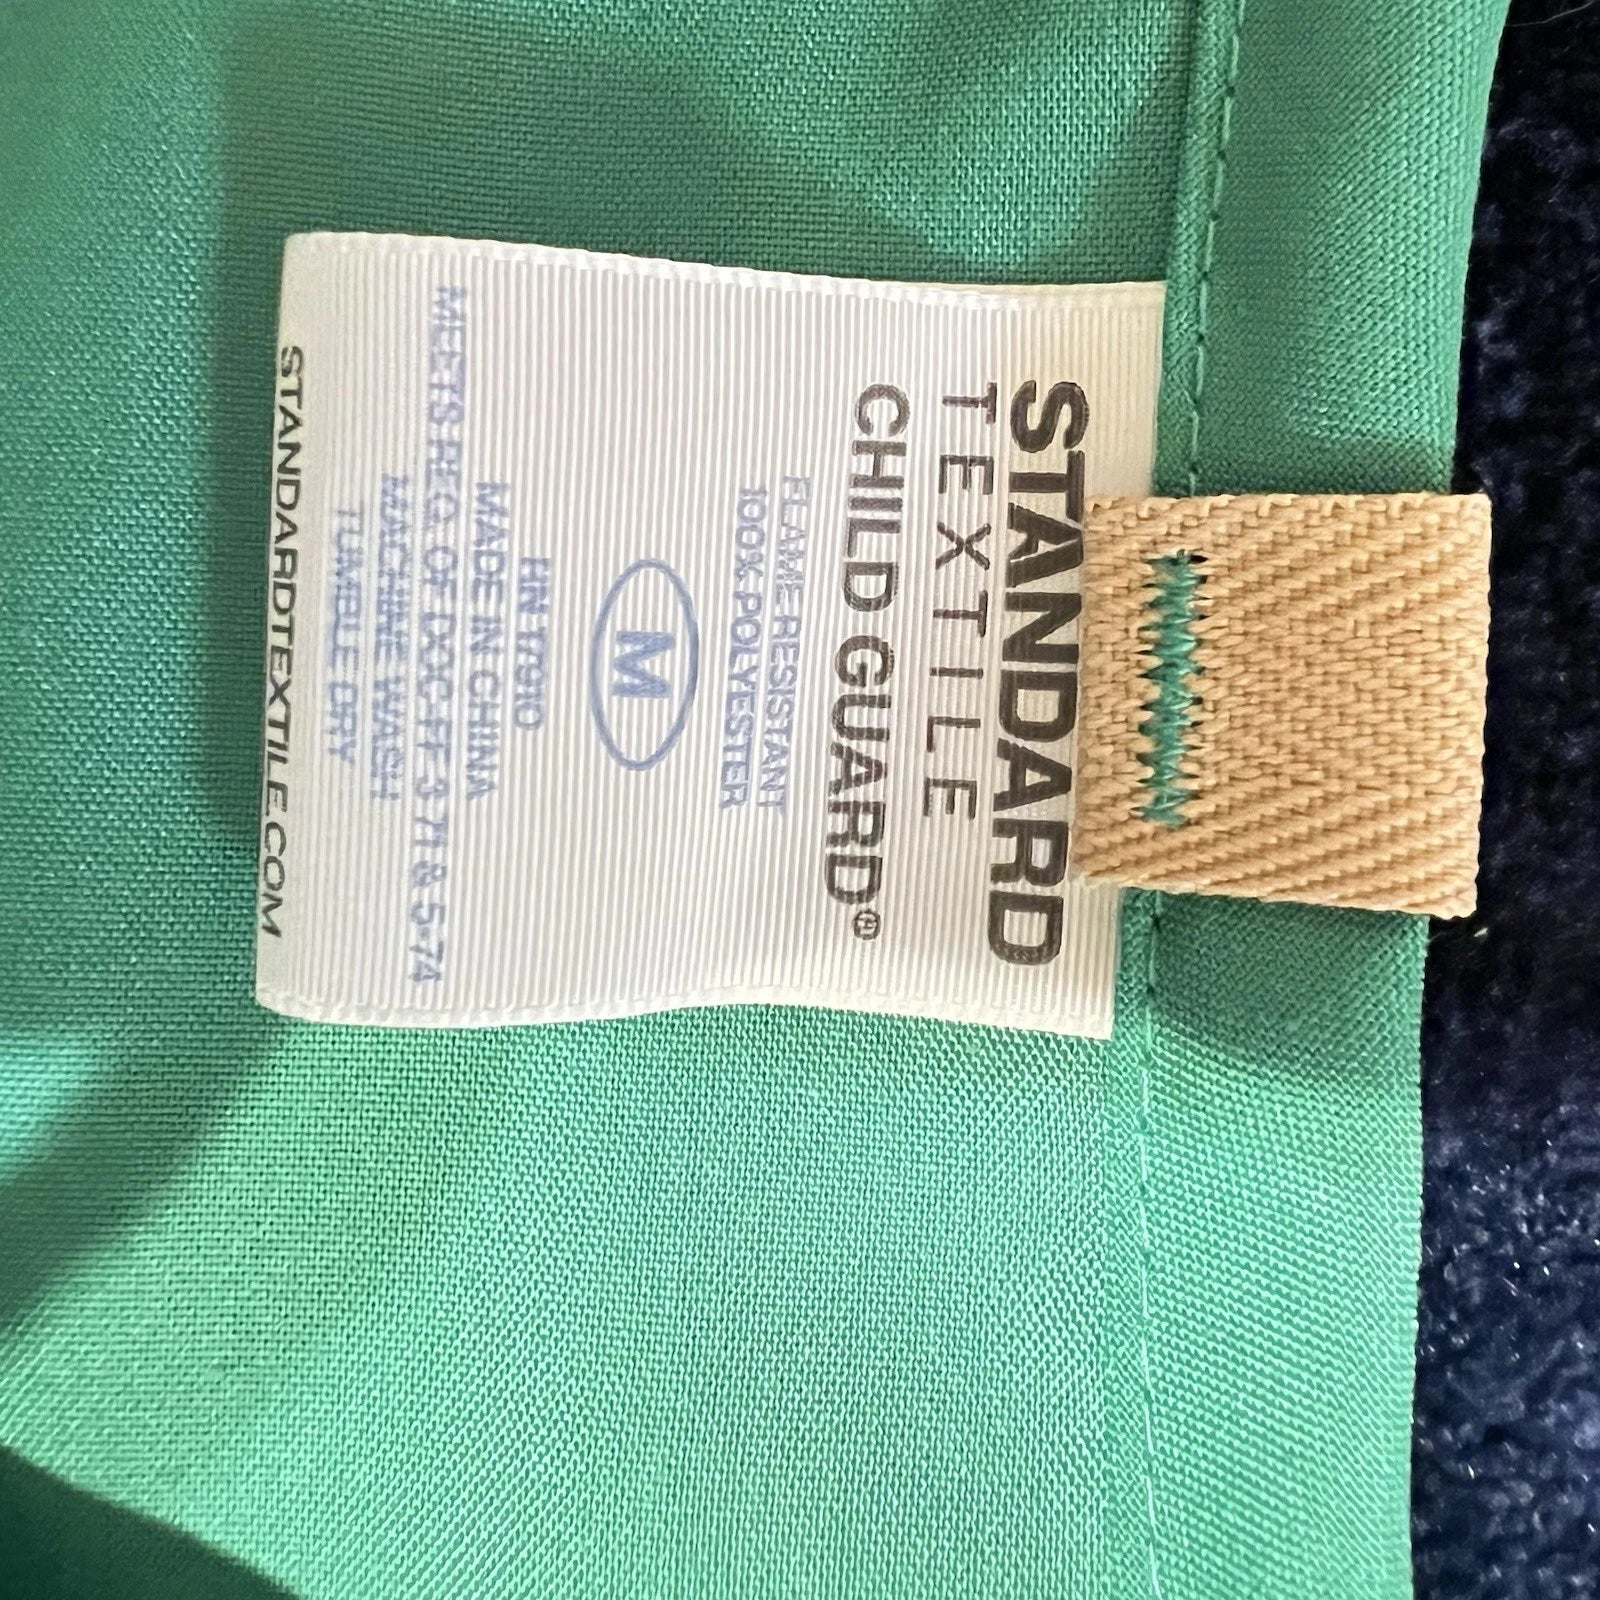 STANDARD
TEXTILE
CHILD GUARD®
FLAME RESISTANT
100% POLYESTER
M
HN 17910
MADE IN CHINA
MEETS REQ. OF DOC FF 3-71 & 5-74
MACHINE WASH
TUMBLE DRY
STANDARDTEXTILE.COM